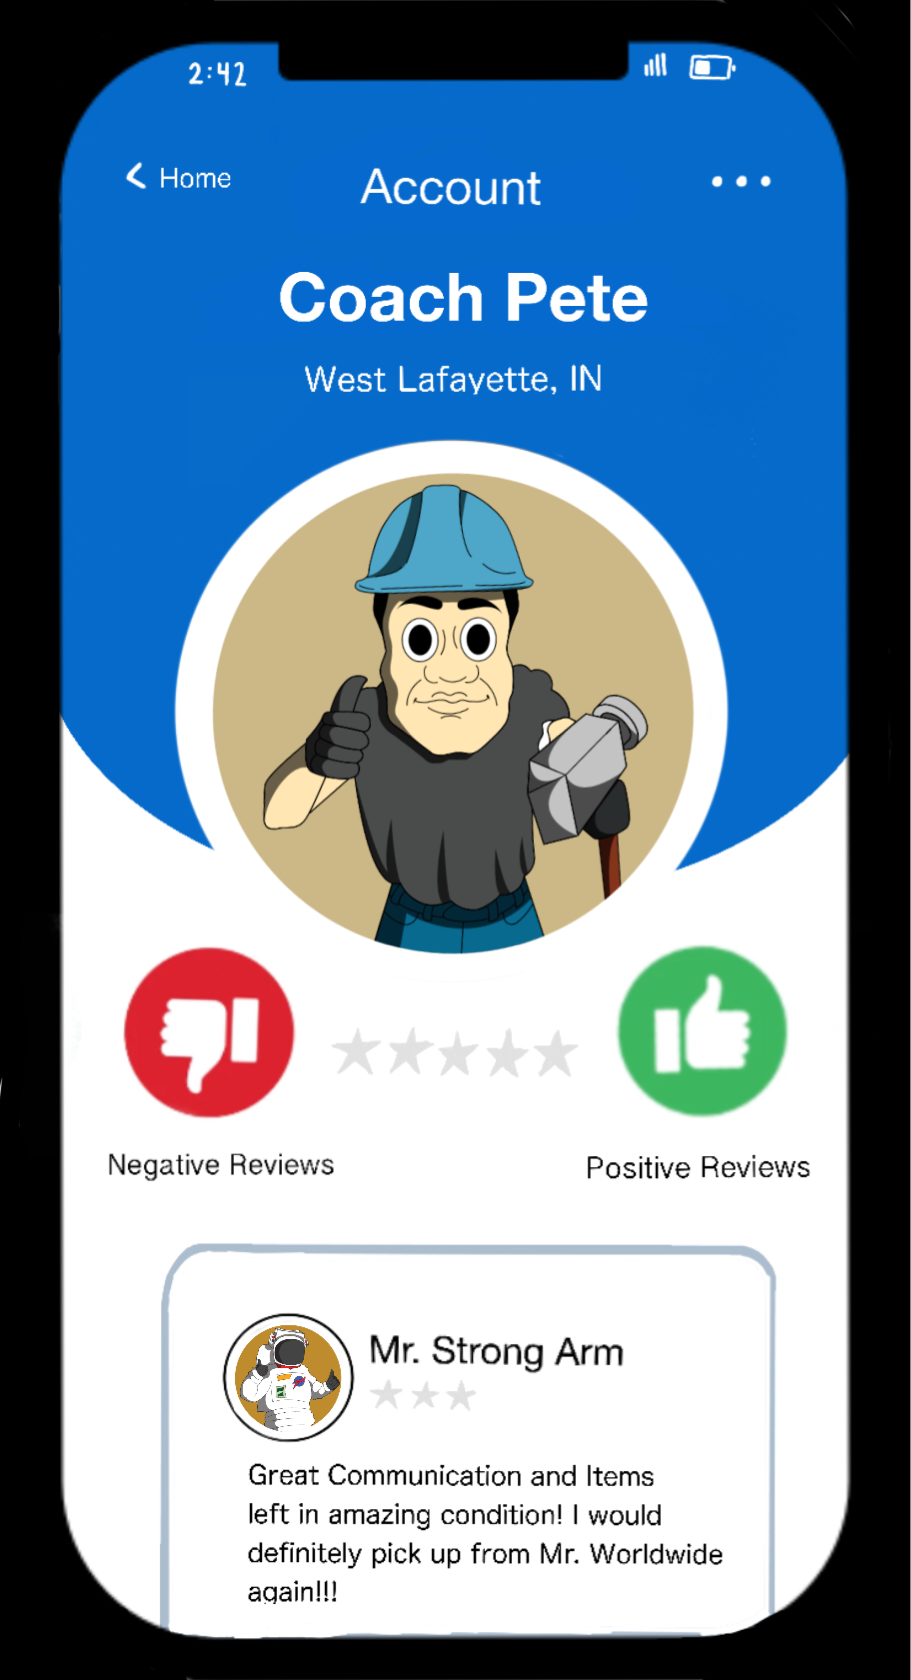 2:42
Home
Account
Coach Pete
West Lafayette, IN
Negative Reviews
Positive Reviews
Mr. Strong Arm
Great Communication and Items
left in amazing condition! I would
definitely pick up from Mr. Worldwide
again!!!